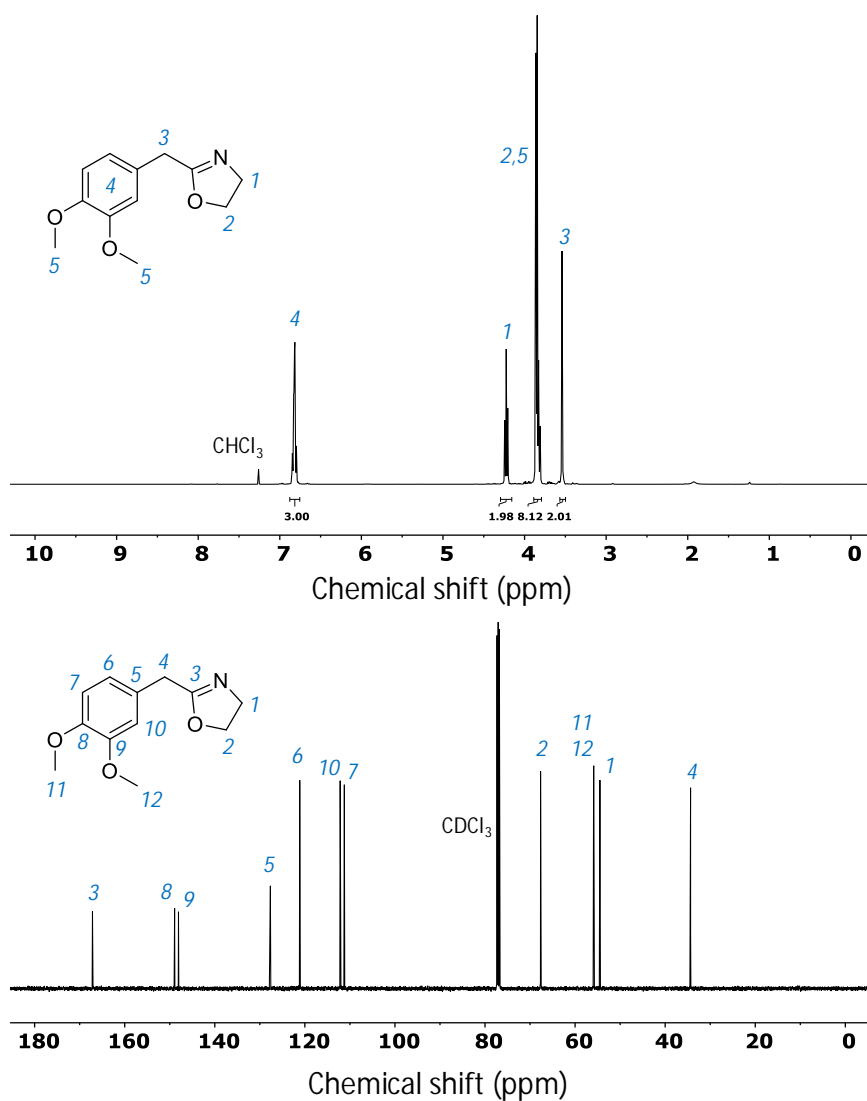 3
N
4
1
O
2
O
5
O
5
2,5
3
4
1
CHCl3
3.00 1.98 8.12 2.01
10 9 8 7 6 5 4 3 2 1 0
Chemical shift (ppm)
6 5 4 3 N
7 1
10 O
8 9 2
O
11 O
12
3
8 9
5
6
10 7
CDCl3
2
11
12 1
4
180 160 140 120 100 80 60 40 20 0
Chemical shift (ppm)